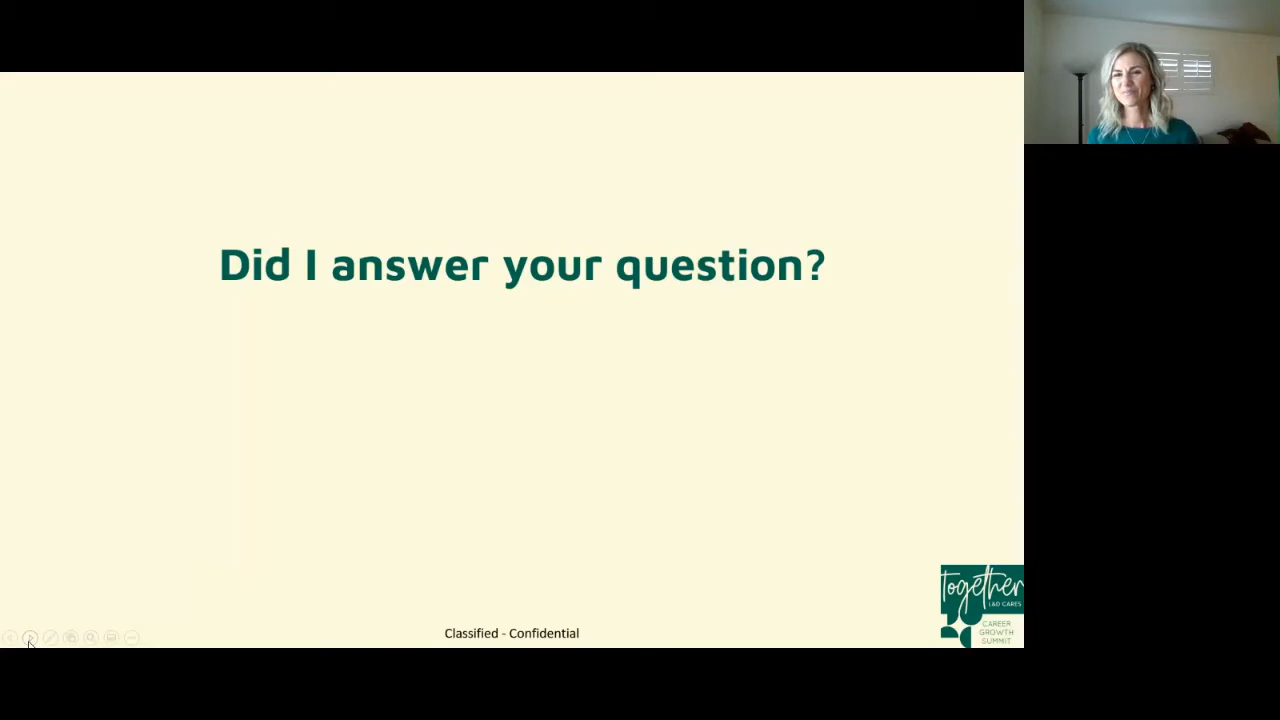 Did I answer your question?
together
L&D CARES
CAREER
GROWTH
SUMMIT
Classified - Confidential